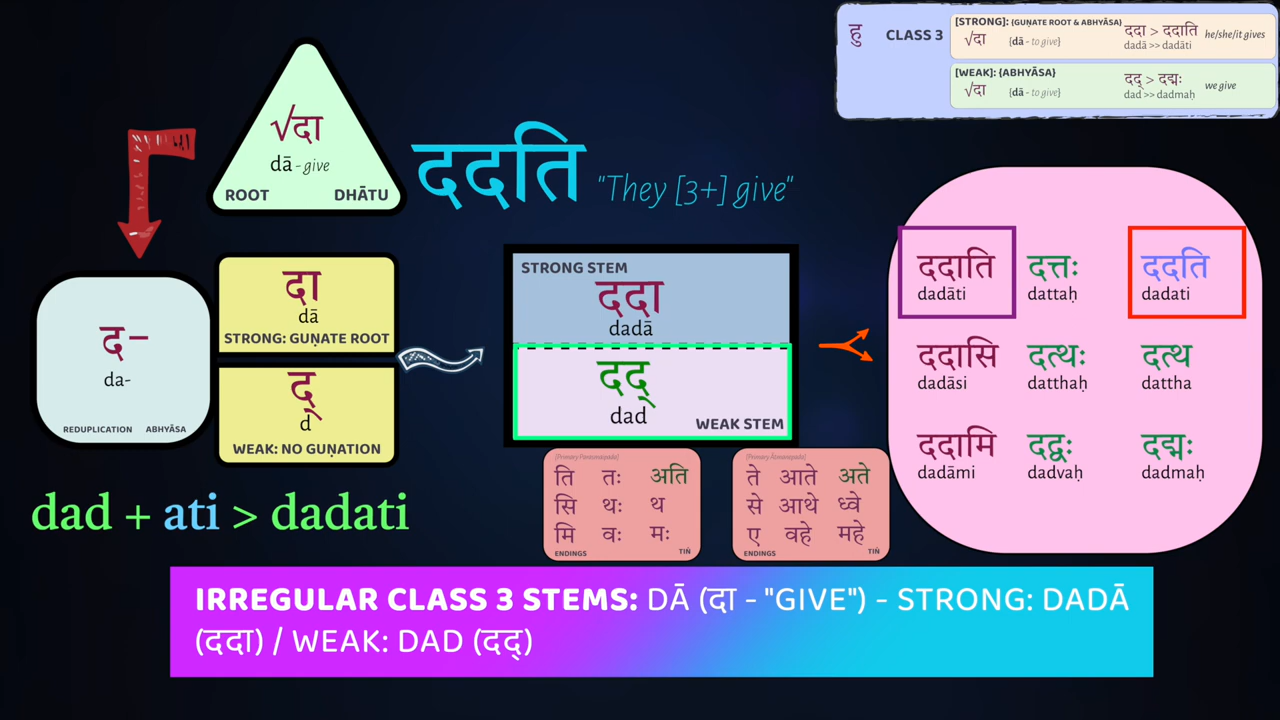 हु CLASS 3
[STRONG]: {GUṆATE ROOT & ABHYĀSA}
√दा {dā - to give} ददा > ददाति he/she/it gives
dadā >> dadāti
[WEAK]: {ABHYĀSA}
√दा {dā - to give} दद् > दद्मः we give
dad >> dadmaḥ
√दा
dā - give
ROOT DHĀTU
ददति "They [3+] give"
द–
da-
REDUPLICATION ABHYĀSA
दा
dā
STRONG: GUṆATE ROOT
द्
d
WEAK: NO GUṆATION
STRONG STEM
ददा
dadā
दद्
dad
WEAK STEM
ददाति दत्तः ददति
dadāti dattaḥ dadati
ददासि दत्थः दत्थ
dadāsi datthaḥ dattha
ददामि दद्वः दद्मः
dadāmi dadvaḥ dadmaḥ
[Primary Parasmaipada]
ति तः अति
सि थः थ
मि वः मः
ENDINGS TIṄ
[Primary Ātmanepada]
ते आते अते
से आथे ध्वे
ए वहे महे
ENDINGS TIṄ
dad + ati > dadati
IRREGULAR CLASS 3 STEMS: DĀ (दा - "GIVE") - STRONG: DADĀ
(ददा) / WEAK: DAD (दद्)